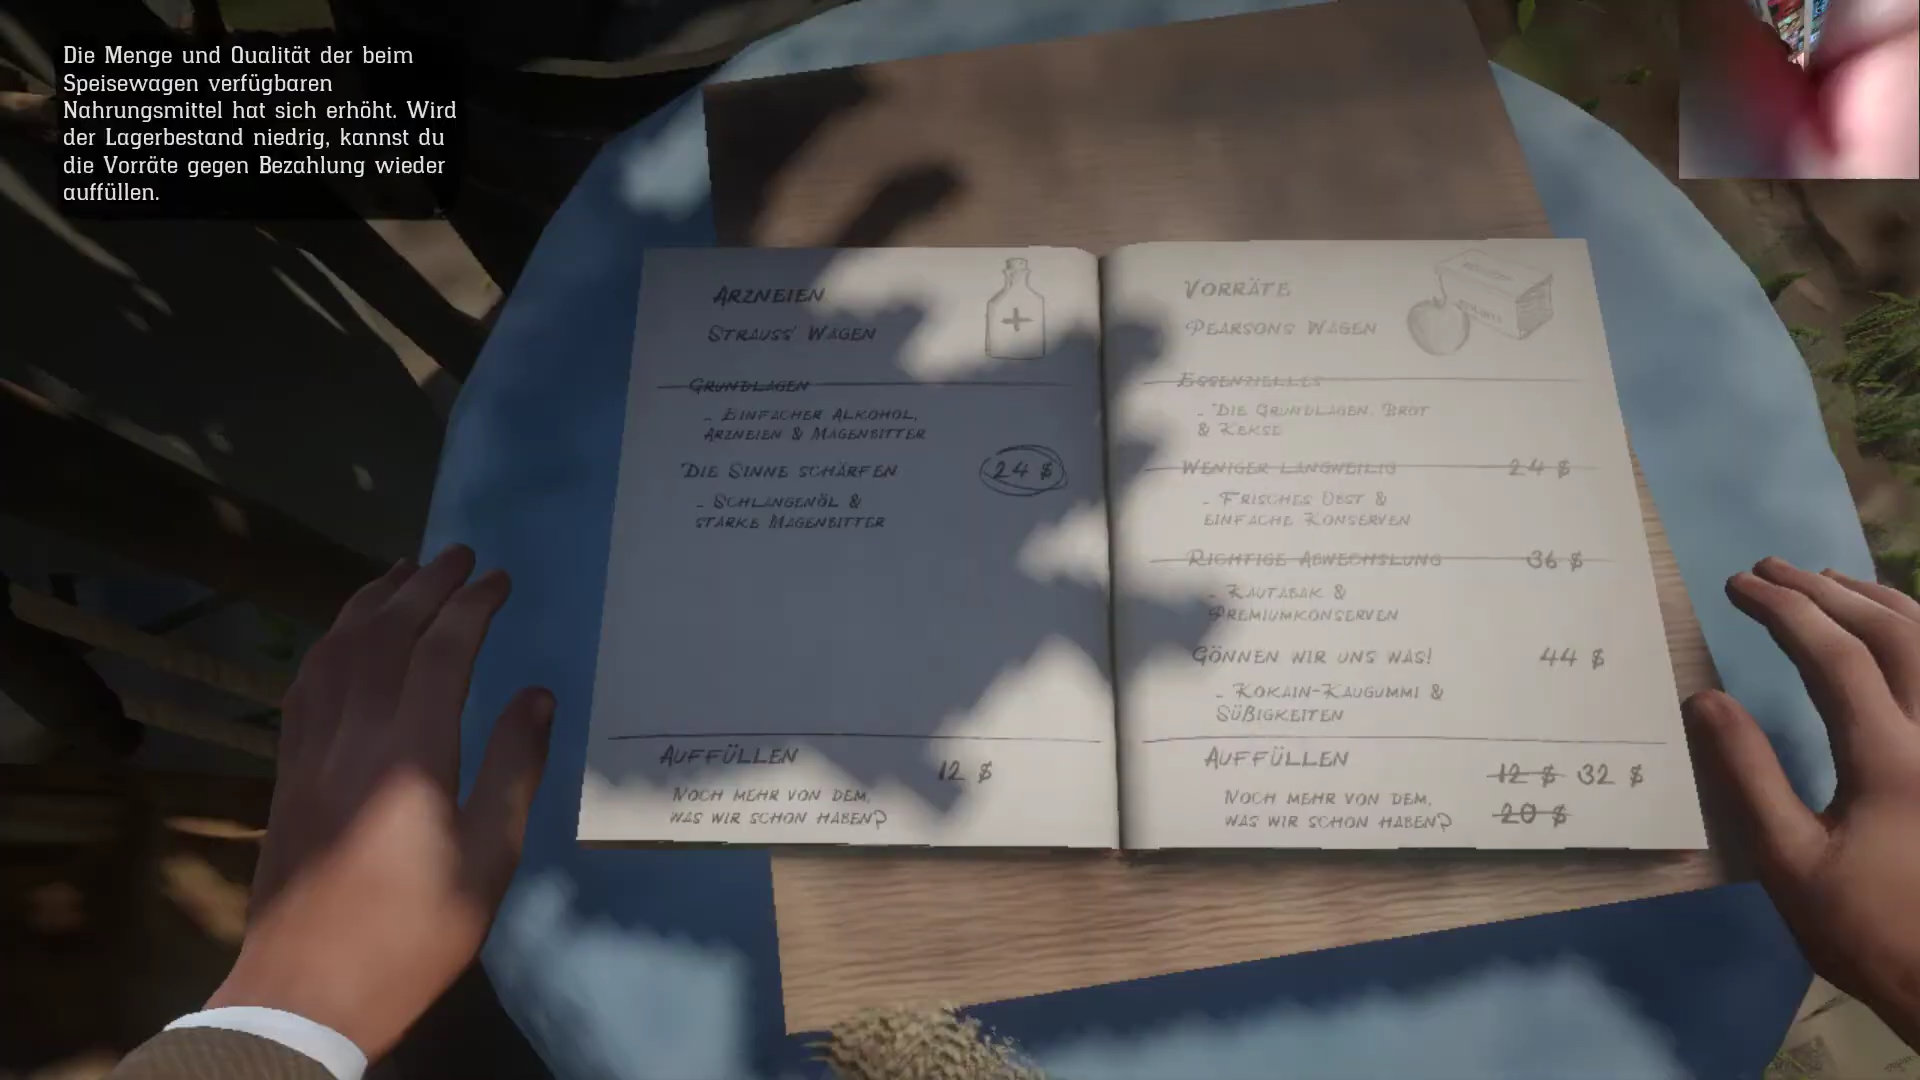 Die Menge und Qualität der beim
Speisewagen verfügbaren
Nahrungsmittel hat sich erhöht. Wird
der Lagerbestand niedrig, kannst du
die Vorräte gegen Bezahlung wieder
auffüllen.
ARZNEIEN
STRAUSS' WAGEN
GRUNDLAGEN
- EINFACHER ALKOHOL,
ARZNEIEN & MAGENBITTER
DIE SINNE SCHÄRFEN 24 $
- SCHLANGENÖL &
STARKE MAGENBITTER
AUFFÜLLEN 12 $
NOCH MEHR VON DEM,
WAS WIR SCHON HABEN?
VORRÄTE
PEARSONS WAGEN
ESSENZIELLES
- DIE GRUNDLAGEN. BROT
& KEKSE
WENIGER LANGWEILIG 24 $
- FRISCHES OBST &
EINFACHE KONSERVEN
RICHTIGE ABWECHSLUNG 36 $
- KAUTABAK &
PREMIUMKONSERVEN
GÖNNEN WIR UNS WAS! 44 $
- KOKAIN-KAUGUMMI &
SÜßIGKEITEN
AUFFÜLLEN 12 $ 32 $
NOCH MEHR VON DEM,
WAS WIR SCHON HABEN? 20 $